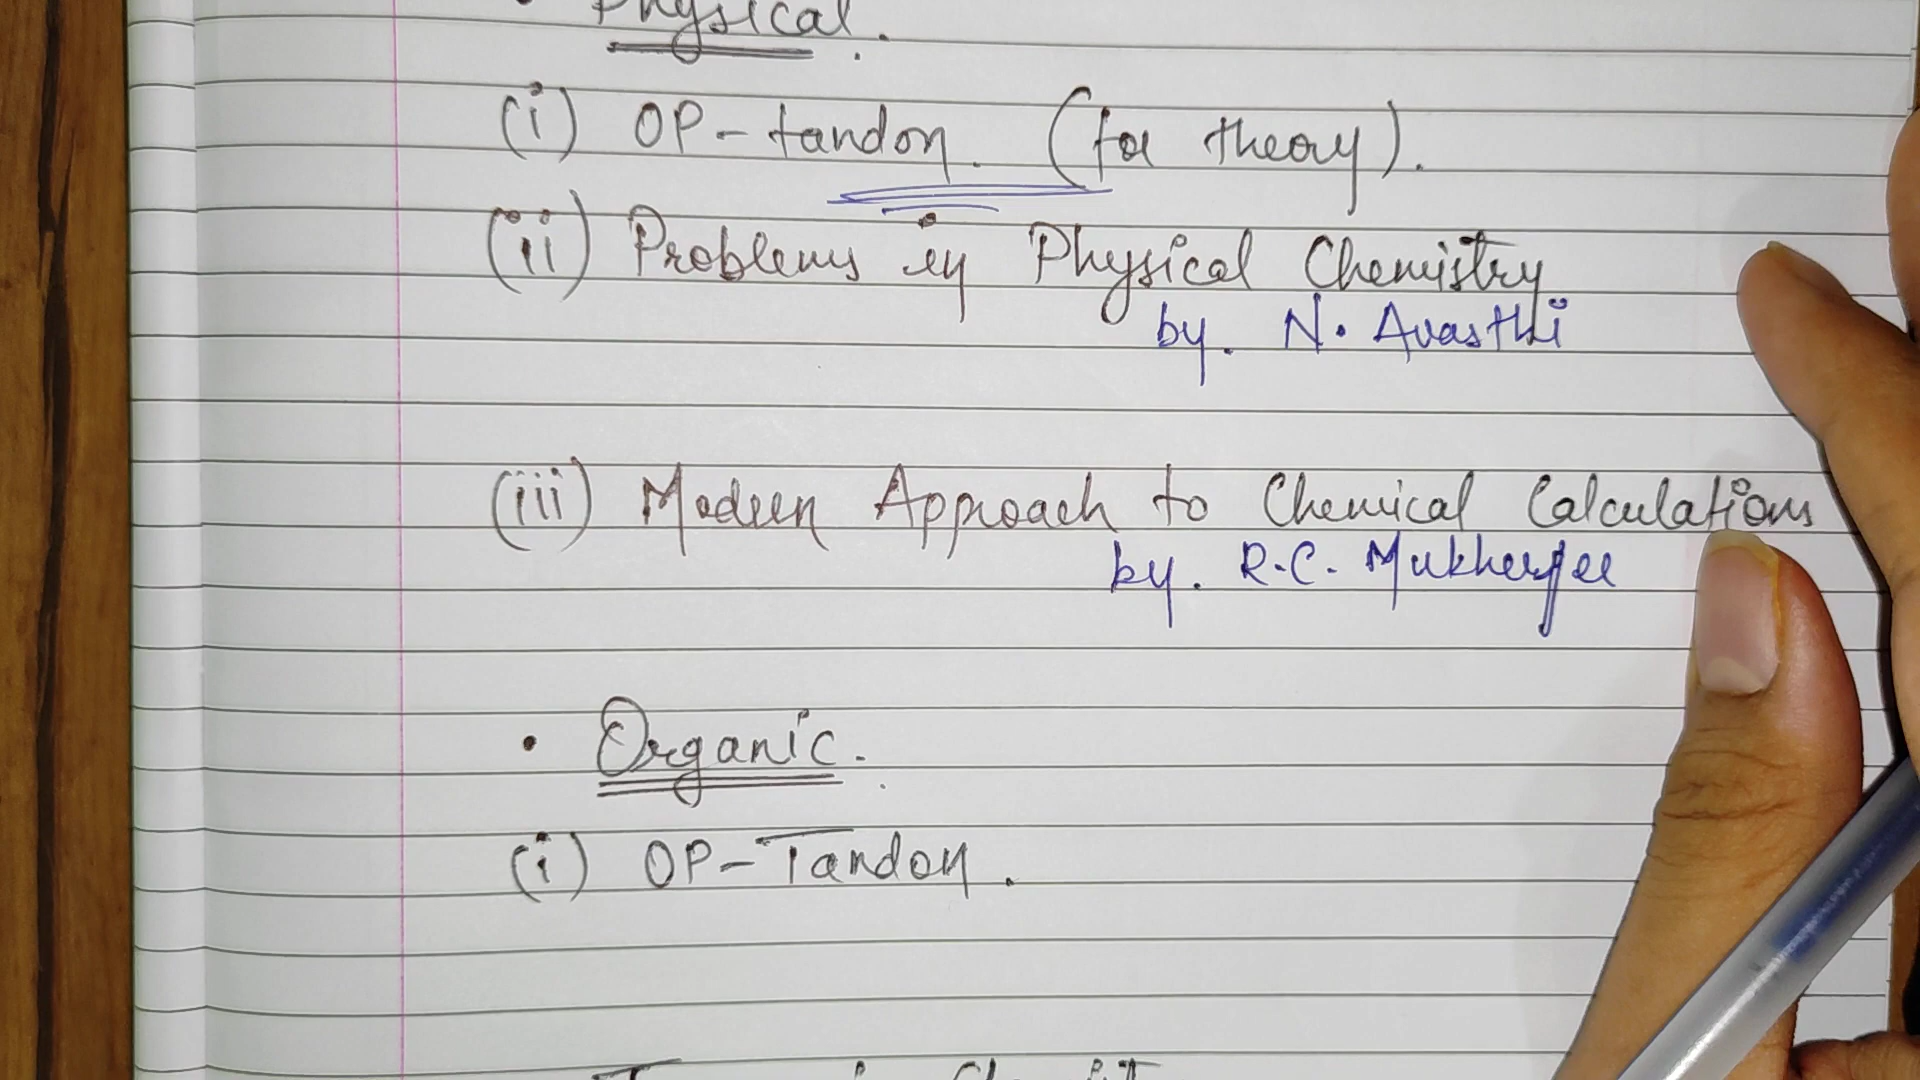 • Physical.
(i) OP-tandon. (for theory).
(ii) Problems in Physical Chemistry
by. N. Avasthi
(iii) Modern Approach to Chemical Calculations
by. R.C. Mukherjee
• Organic.
(i) OP-Tandon.